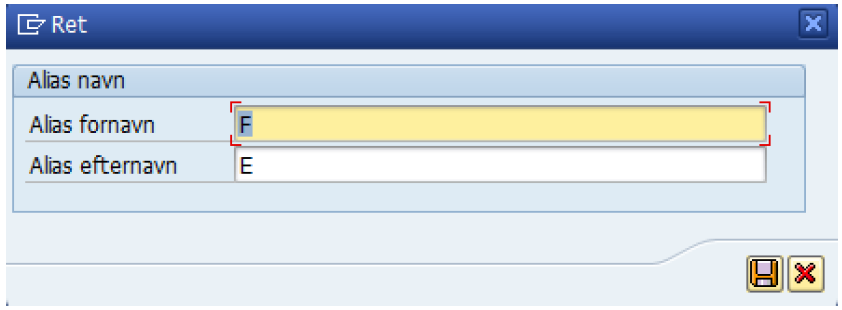 Ret
Alias navn
Alias fornavn F
Alias efternavn E